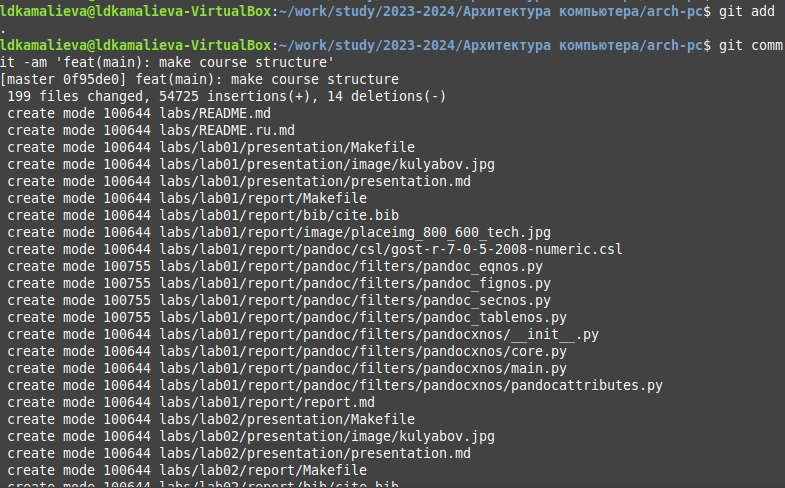 ldkamalieva@ldkamalieva-VirtualBox:~/work/study/2023-2024/Архитектура компьютера/arch-pc$ git add
.
ldkamalieva@ldkamalieva-VirtualBox:~/work/study/2023-2024/Архитектура компьютера/arch-pc$ git comm
it -am 'feat(main): make course structure'
[master 0f95de0] feat(main): make course structure
 199 files changed, 54725 insertions(+), 14 deletions(-)
 create mode 100644 labs/README.md
 create mode 100644 labs/README.ru.md
 create mode 100644 labs/lab01/presentation/Makefile
 create mode 100644 labs/lab01/presentation/image/kulyabov.jpg
 create mode 100644 labs/lab01/presentation/presentation.md
 create mode 100644 labs/lab01/report/Makefile
 create mode 100644 labs/lab01/report/bib/cite.bib
 create mode 100644 labs/lab01/report/image/placeimg_800_600_tech.jpg
 create mode 100644 labs/lab01/report/pandoc/csl/gost-r-7-0-5-2008-numeric.csl
 create mode 100755 labs/lab01/report/pandoc/filters/pandoc_eqnos.py
 create mode 100755 labs/lab01/report/pandoc/filters/pandoc_fignos.py
 create mode 100755 labs/lab01/report/pandoc/filters/pandoc_secnos.py
 create mode 100755 labs/lab01/report/pandoc/filters/pandoc_tablenos.py
 create mode 100644 labs/lab01/report/pandoc/filters/pandocxnos/__init__.py
 create mode 100644 labs/lab01/report/pandoc/filters/pandocxnos/core.py
 create mode 100644 labs/lab01/report/pandoc/filters/pandocxnos/main.py
 create mode 100644 labs/lab01/report/pandoc/filters/pandocxnos/pandocattributes.py
 create mode 100644 labs/lab01/report/report.md
 create mode 100644 labs/lab02/presentation/Makefile
 create mode 100644 labs/lab02/presentation/image/kulyabov.jpg
 create mode 100644 labs/lab02/presentation/presentation.md
 create mode 100644 labs/lab02/report/Makefile
 create mode 100644 labs/lab02/report/bib/cite.bib